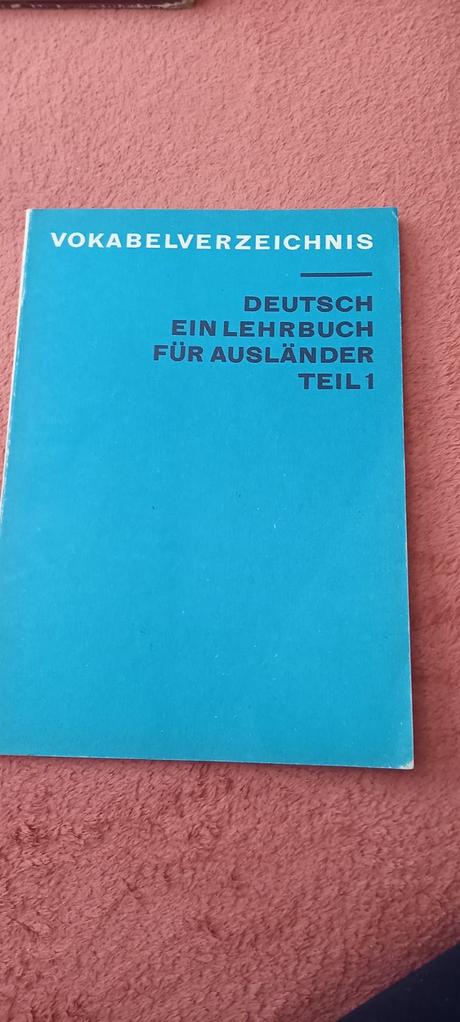 VOKABELVERZEICHNIS
DEUTSCH
EIN LEHRBUCH
FÜR AUSLÄNDER
TEIL 1